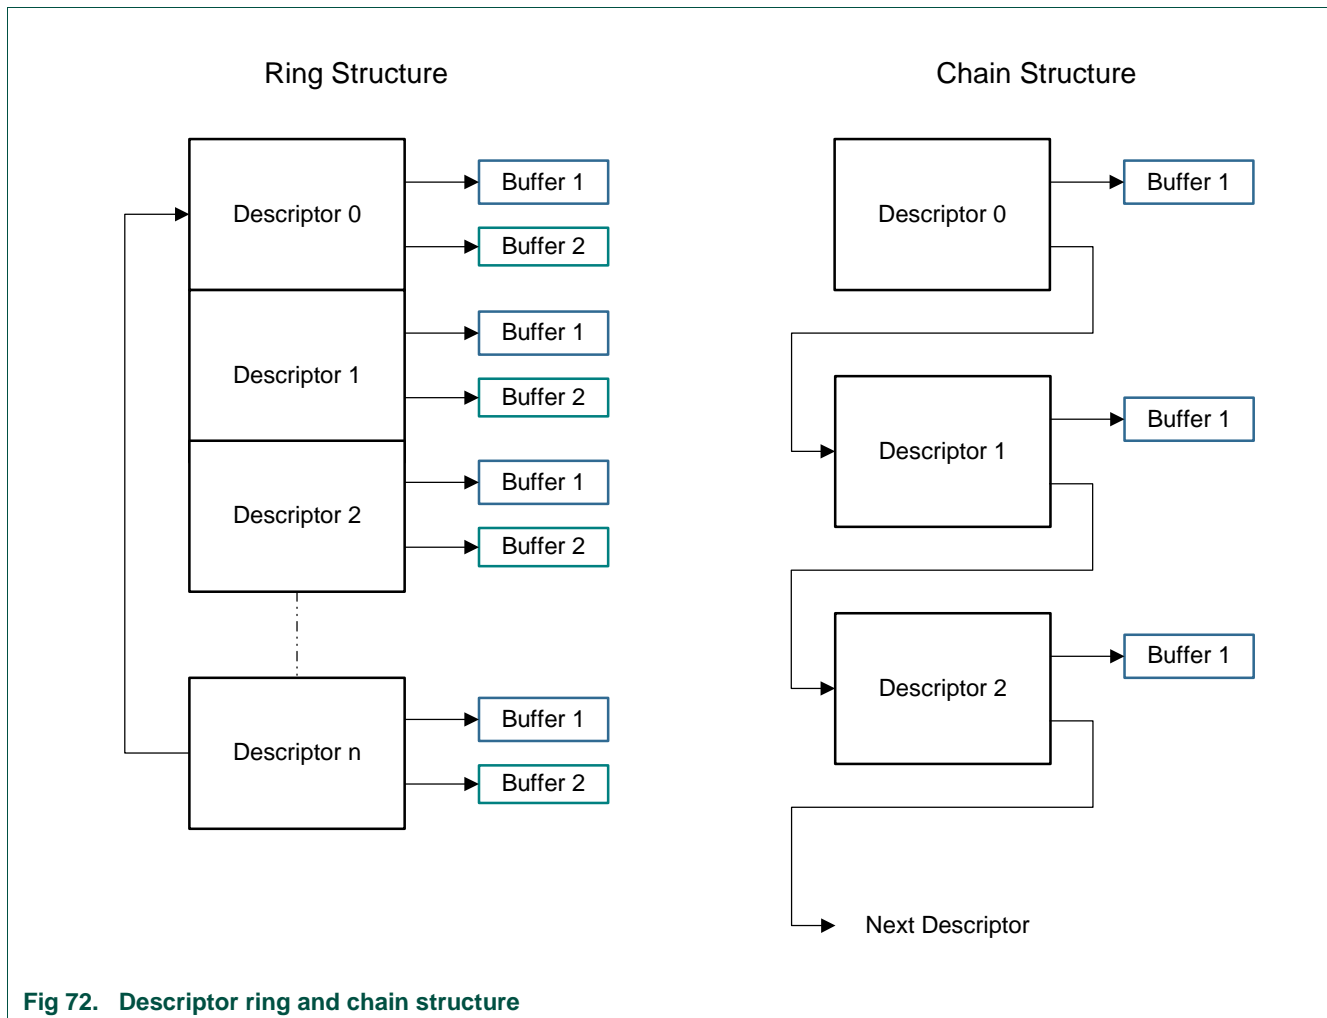 Ring Structure
Descriptor 0
Buffer 1
Buffer 2
Descriptor 1
Buffer 1
Buffer 2
Descriptor 2
Buffer 1
Buffer 2
Descriptor n
Buffer 1
Buffer 2
Chain Structure
Descriptor 0
Buffer 1
Descriptor 1
Buffer 1
Descriptor 2
Buffer 1
Next Descriptor
Fig 72. Descriptor ring and chain structure